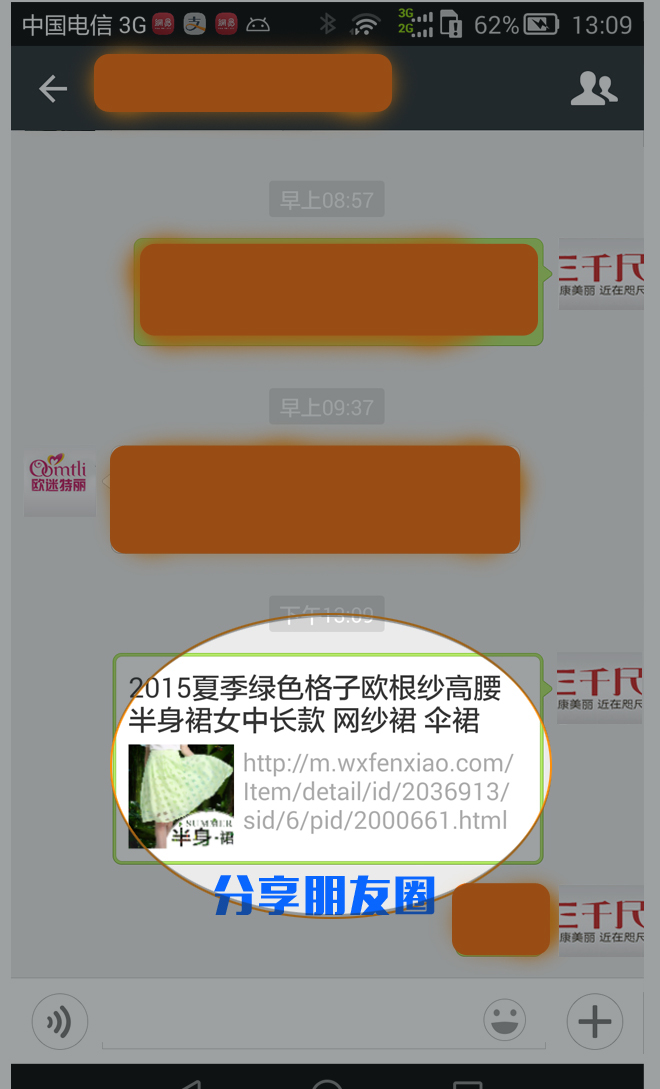 中国电信 3G
3G
2G
62%
13:09
早上08:57
三千尺
康美丽 近在咫尺
早上09:37
Oomtli
欧迷特丽
下午13:09
2015夏季绿色格子欧根纱高腰
半身裙女中长款 网纱裙 伞裙
http://m.wxfenxiao.com/
Item/detail/id/2036913/
sid/6/pid/2000661.html
SUMMER
半身·裙
三千尺
康美丽 近在咫尺
分享朋友圈
三千尺
康美丽 近在咫尺